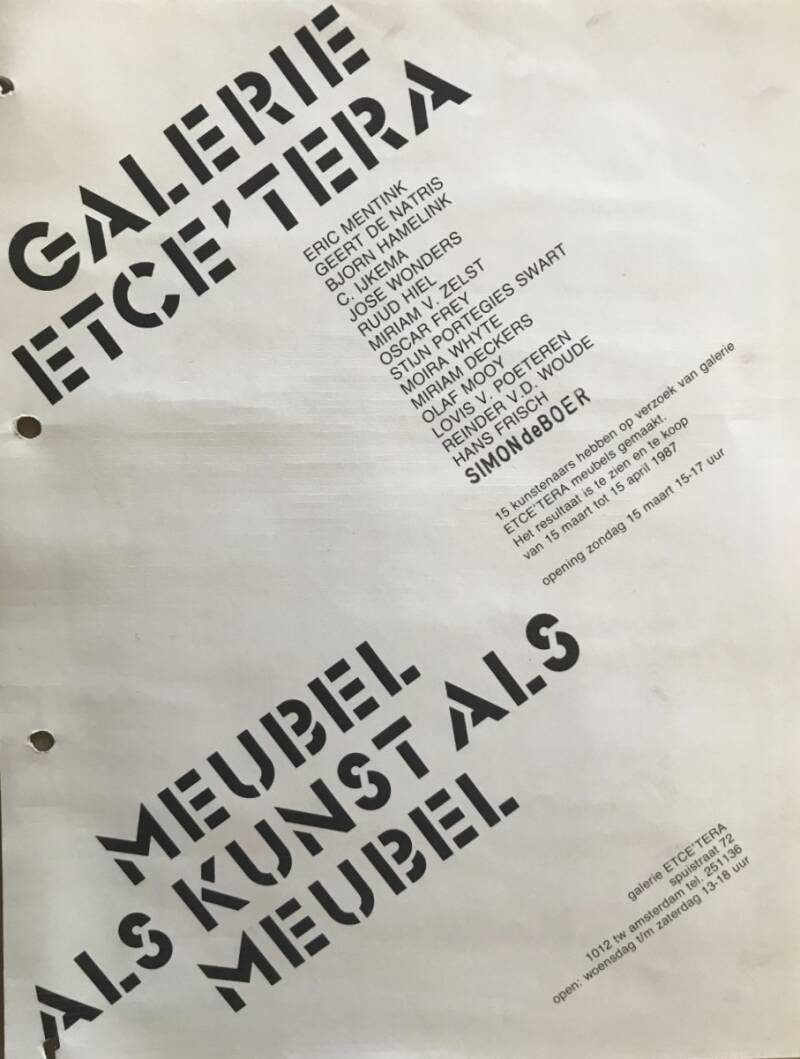 GALERIE
ETCE'TERA
ERIC MENTINK
GEERT DE NATRIS
BJORN HAMELINK
C. IJKEMA
JOSE WONDERS
RUUD HIEL
MIRIAM V. ZELST
OSCAR FREY
STIJN PORTEGIES SWART
MOIRA WHYTE
MIRIAM DECKERS
OLAF MOOY
LOVIS V. POETEREN
REINDER V.D. WOUDE
HANS FRISCH
SIMON deBOER
15 kunstenaars hebben op verzoek van galerie
ETCE'TERA meubels gemaakt.
Het resultaat is te zien en te koop
van 15 maart tot 15 april 1987
opening zondag 15 maart 15-17 uur
MEUBEL
ALS KUNST ALS
MEUBEL
galerie ETCE'TERA
spuistraat 72
1012 tw amsterdam tel. 251136
open: woensdag t/m zaterdag 13-18 uur